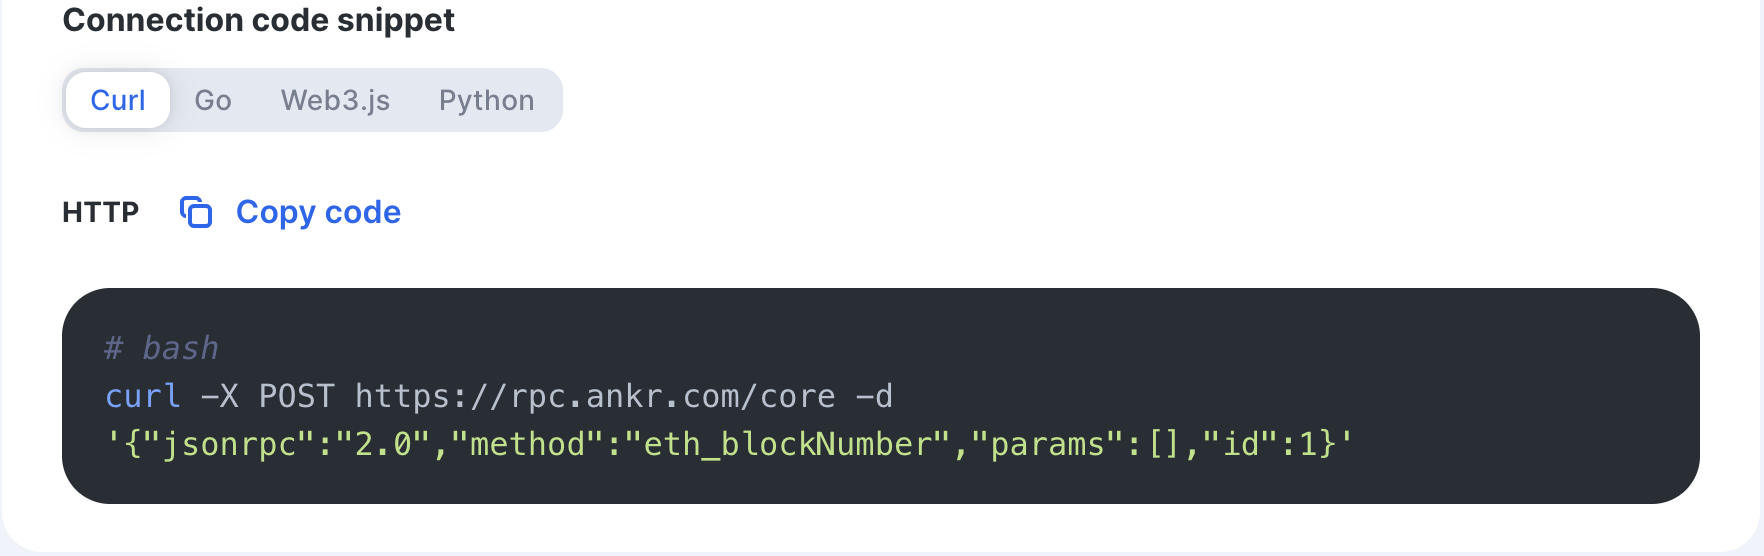 Connection code snippet
Curl Go Web3.js Python
HTTP Copy code
# bash
curl -X POST https://rpc.ankr.com/core -d
'{"jsonrpc":"2.0","method":"eth_blockNumber","params":[],"id":1}'